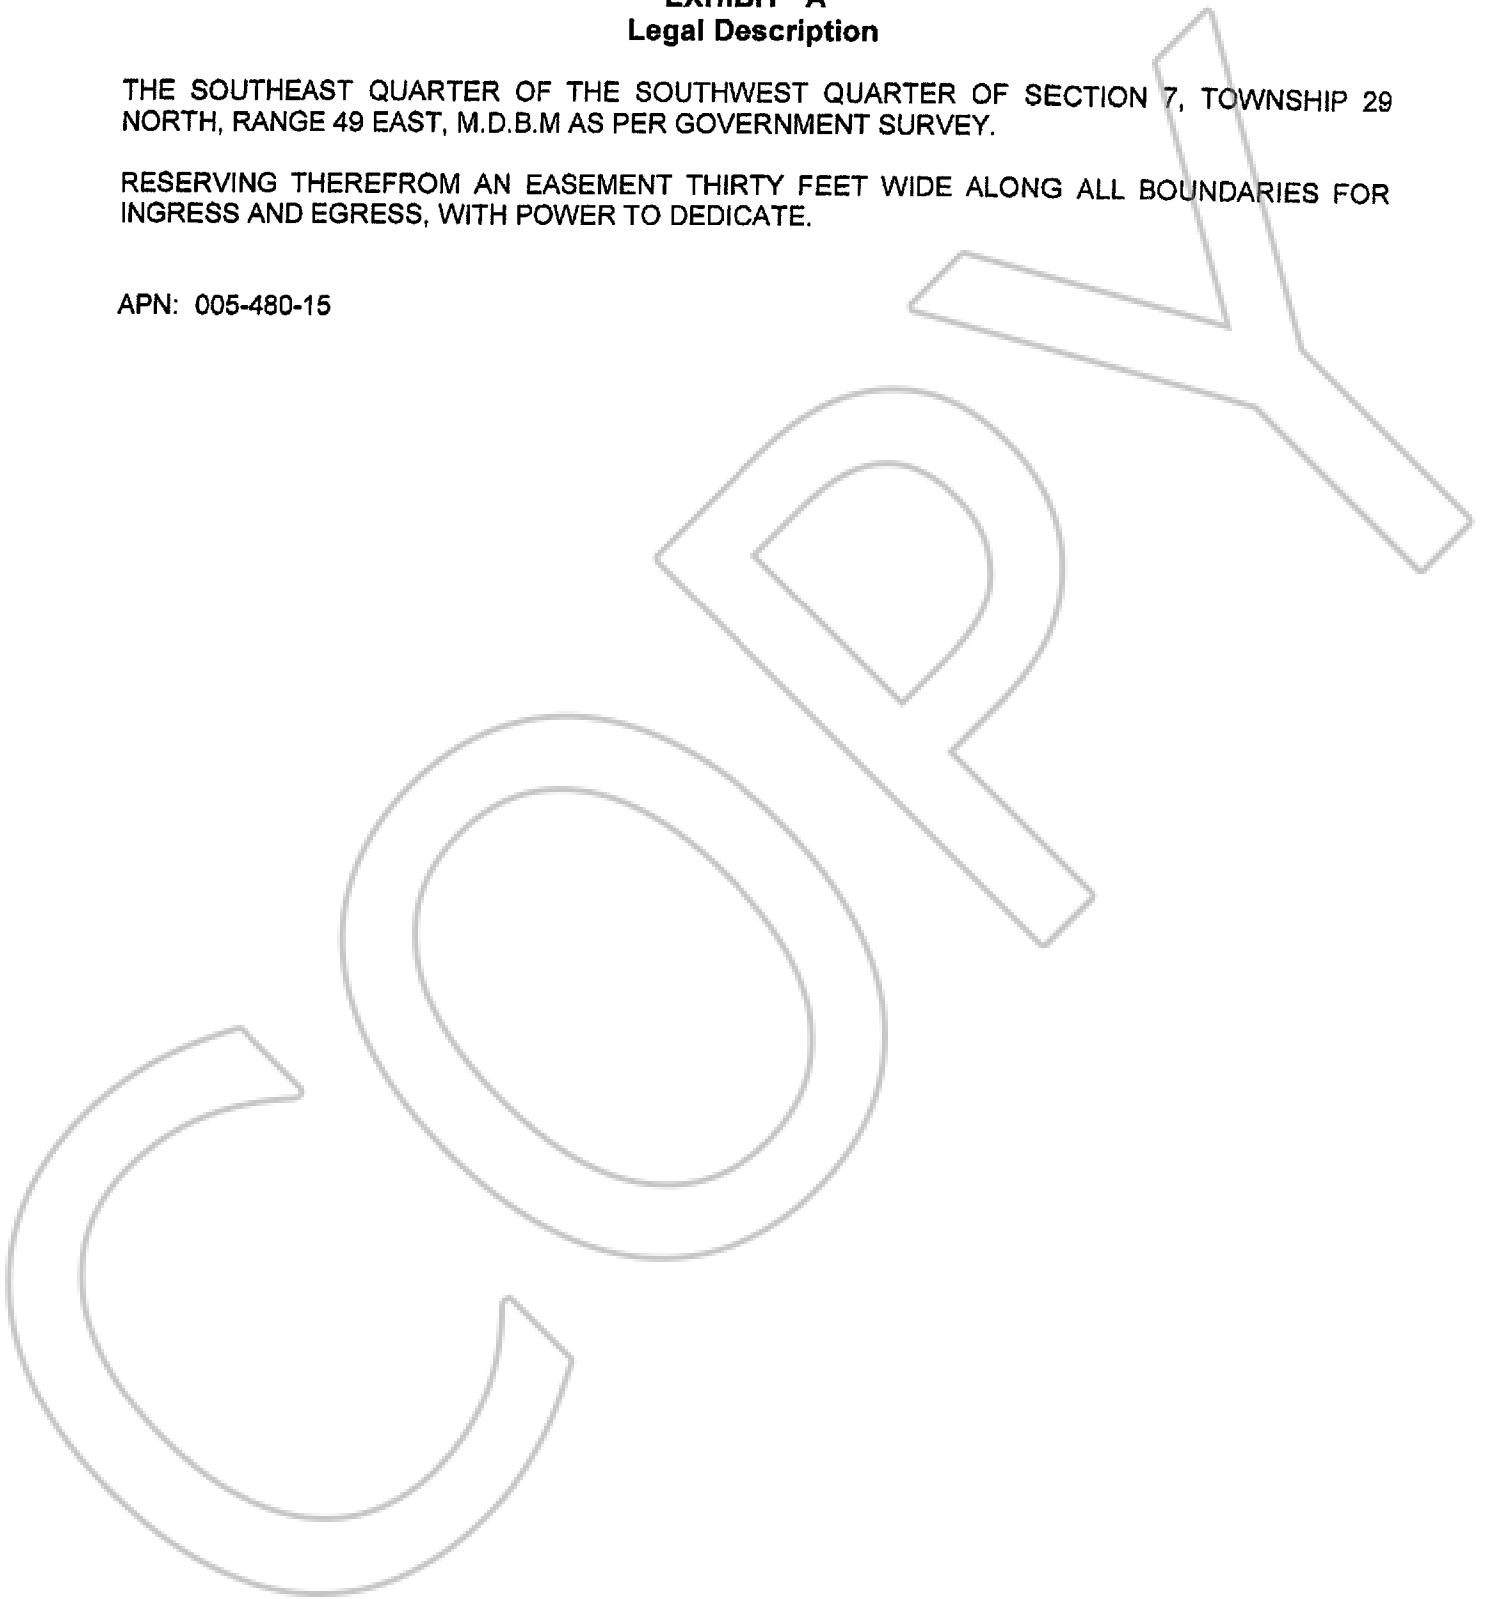 EXHIBIT "A"
Legal Description
THE SOUTHEAST QUARTER OF THE SOUTHWEST QUARTER OF SECTION 7, TOWNSHIP 29
NORTH, RANGE 49 EAST, M.D.B.M AS PER GOVERNMENT SURVEY.
RESERVING THEREFROM AN EASEMENT THIRTY FEET WIDE ALONG ALL BOUNDARIES FOR
INGRESS AND EGRESS, WITH POWER TO DEDICATE.
APN: 005-480-15
COPY